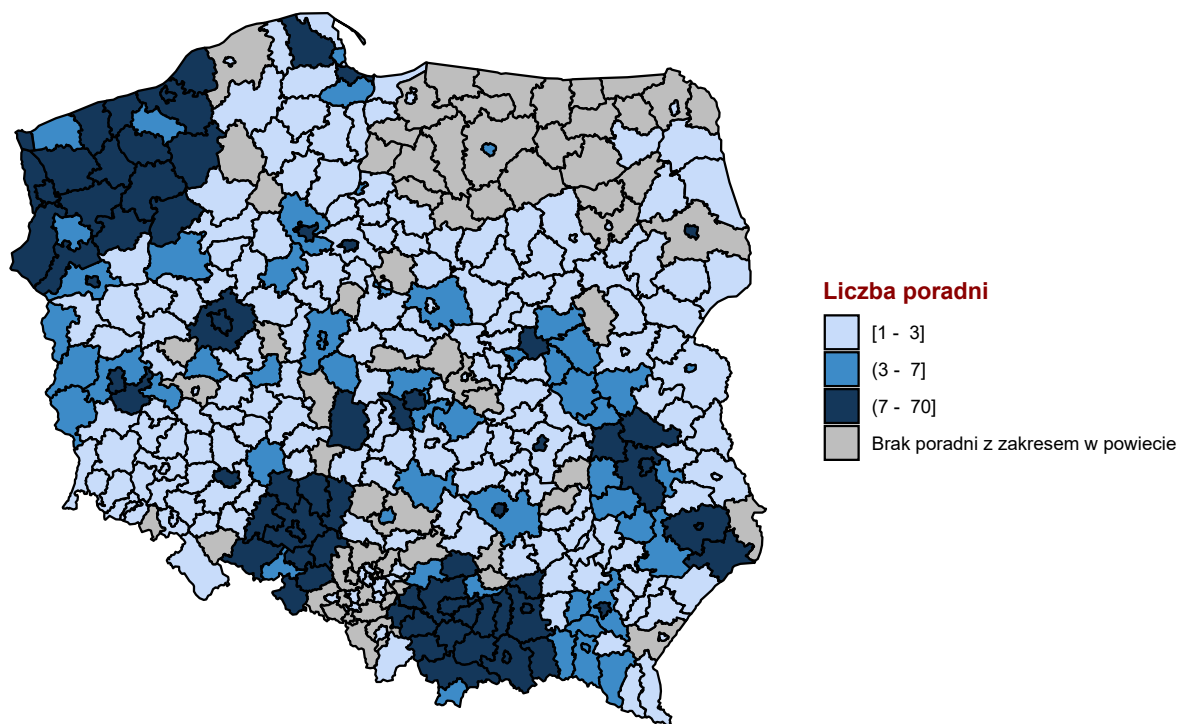 Liczba poradni
[1 - 3]
(3 - 7]
(7 - 70]
Brak poradni z zakresem w powiecie